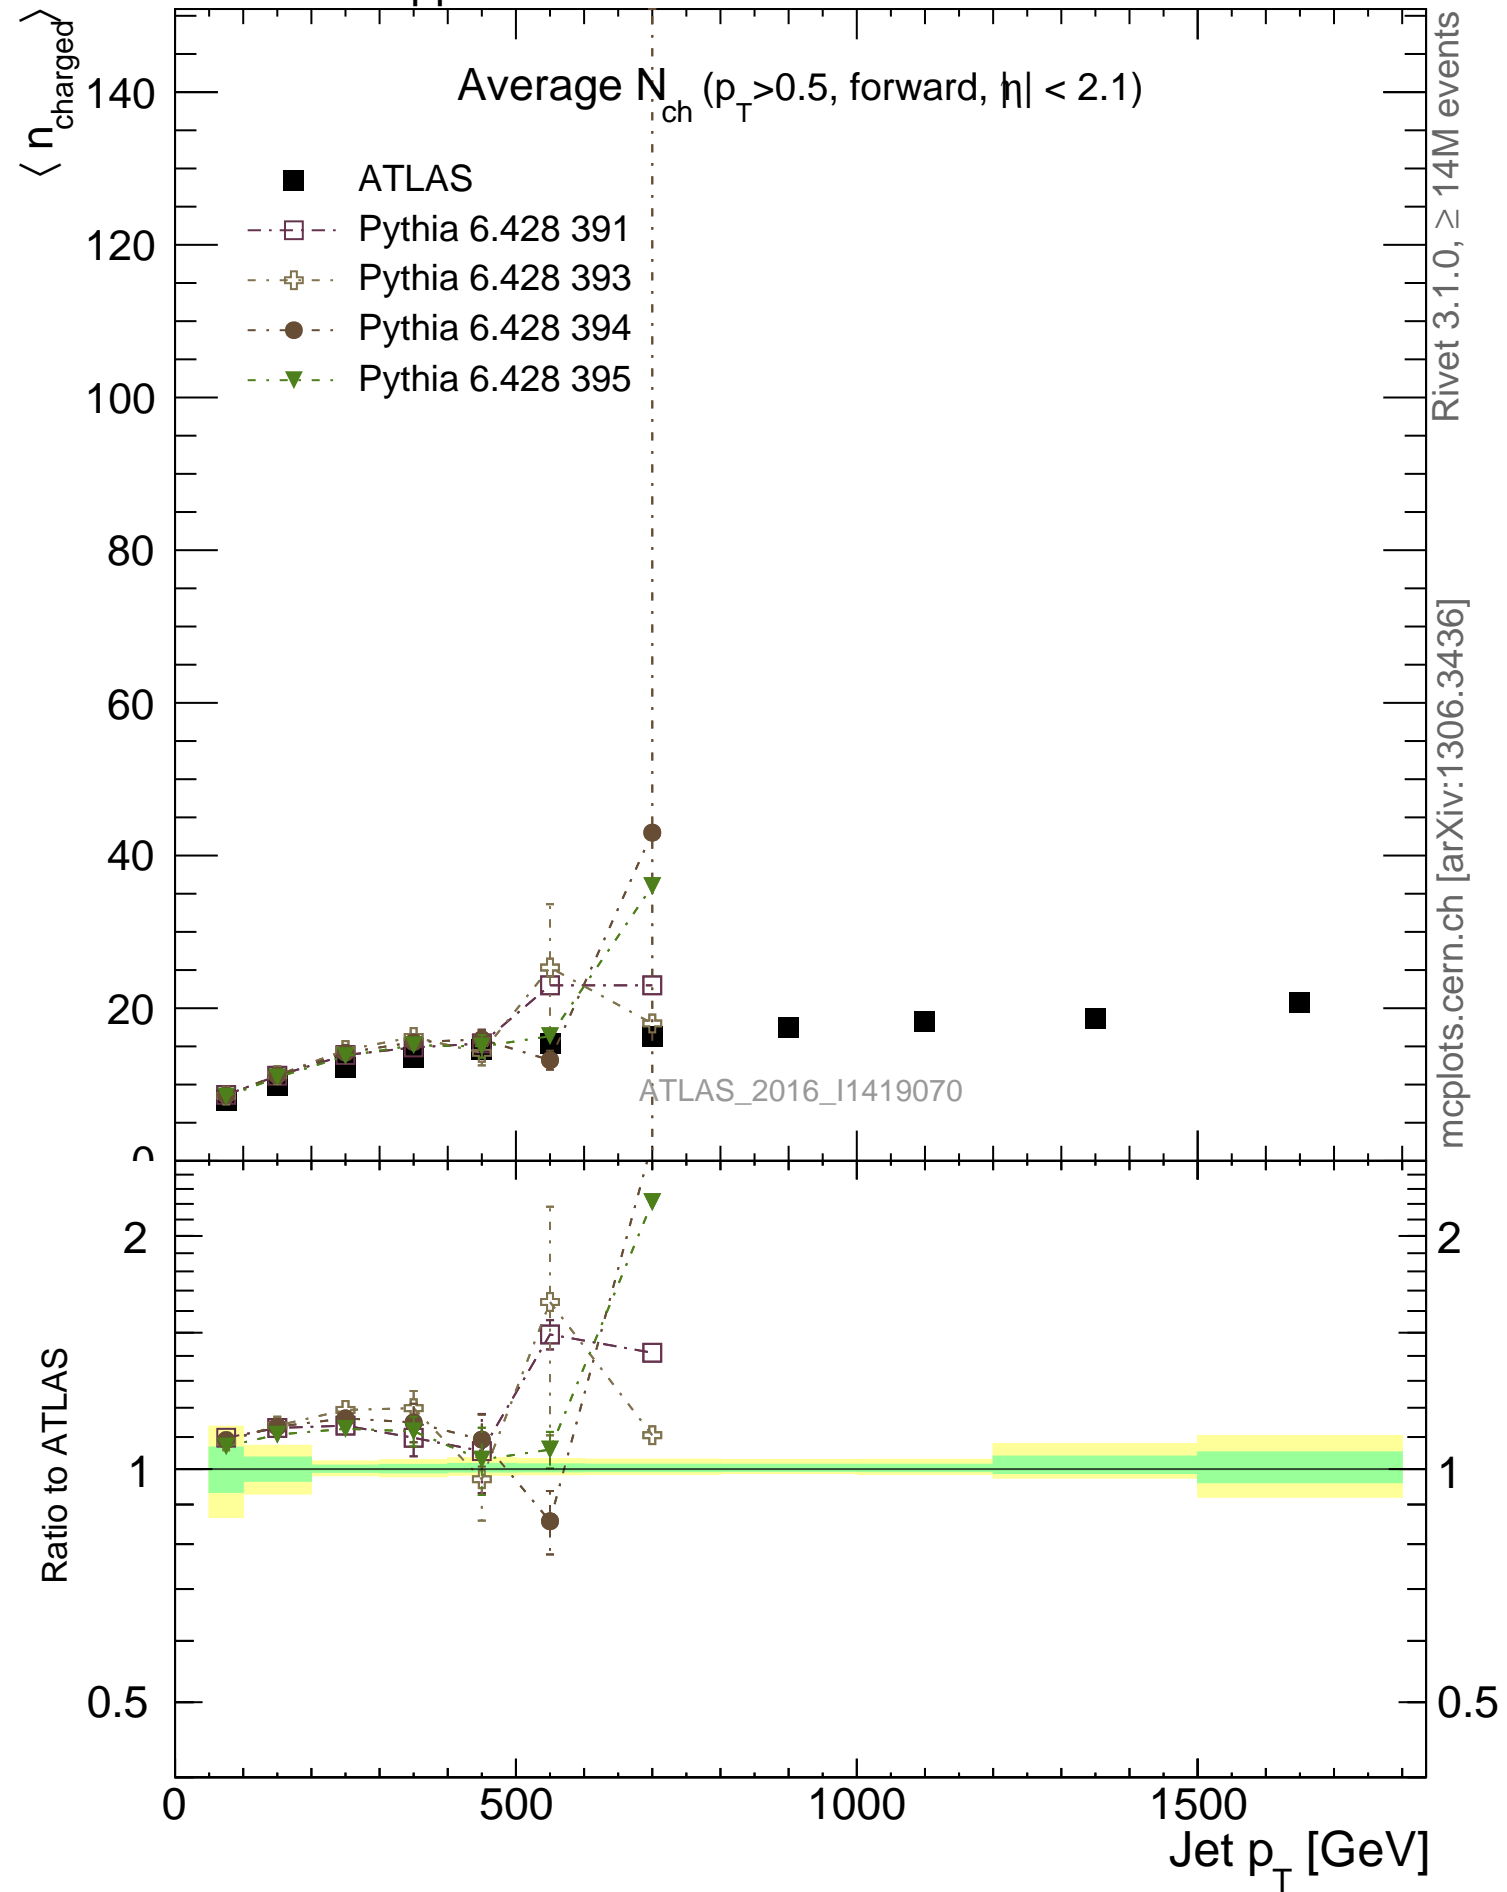 Average N_ch (p_T>0.5, forward, |η| < 2.1)
⟨ n_charged ⟩
ATLAS
Pythia 6.428 391
Pythia 6.428 393
Pythia 6.428 394
Pythia 6.428 395
140
120
100
80
60
40
20
0
ATLAS_2016_I1419070
Rivet 3.1.0, ≥ 14M events
mcplots.cern.ch [arXiv:1306.3436]
Ratio to ATLAS
2
1
0.5
2
1
0.5
0
500
1000
1500
Jet p_T [GeV]